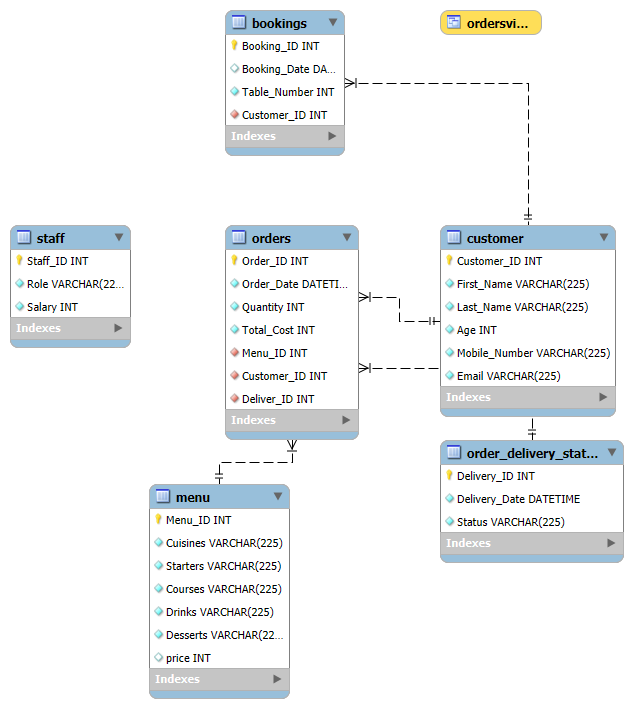 bookings
Booking_ID INT
Booking_Date DA...
Table_Number INT
Customer_ID INT
Indexes
ordersvi...
staff
Staff_ID INT
Role VARCHAR(22...
Salary INT
Indexes
orders
Order_ID INT
Order_Date DATETI...
Quantity INT
Total_Cost INT
Menu_ID INT
Customer_ID INT
Deliver_ID INT
Indexes
customer
Customer_ID INT
First_Name VARCHAR(225)
Last_Name VARCHAR(225)
Age INT
Mobile_Number VARCHAR(225)
Email VARCHAR(225)
Indexes
order_delivery_stat...
Delivery_ID INT
Delivery_Date DATETIME
Status VARCHAR(225)
Indexes
menu
Menu_ID INT
Cuisines VARCHAR(225)
Starters VARCHAR(225)
Courses VARCHAR(225)
Drinks VARCHAR(225)
Desserts VARCHAR(22...
price INT
Indexes